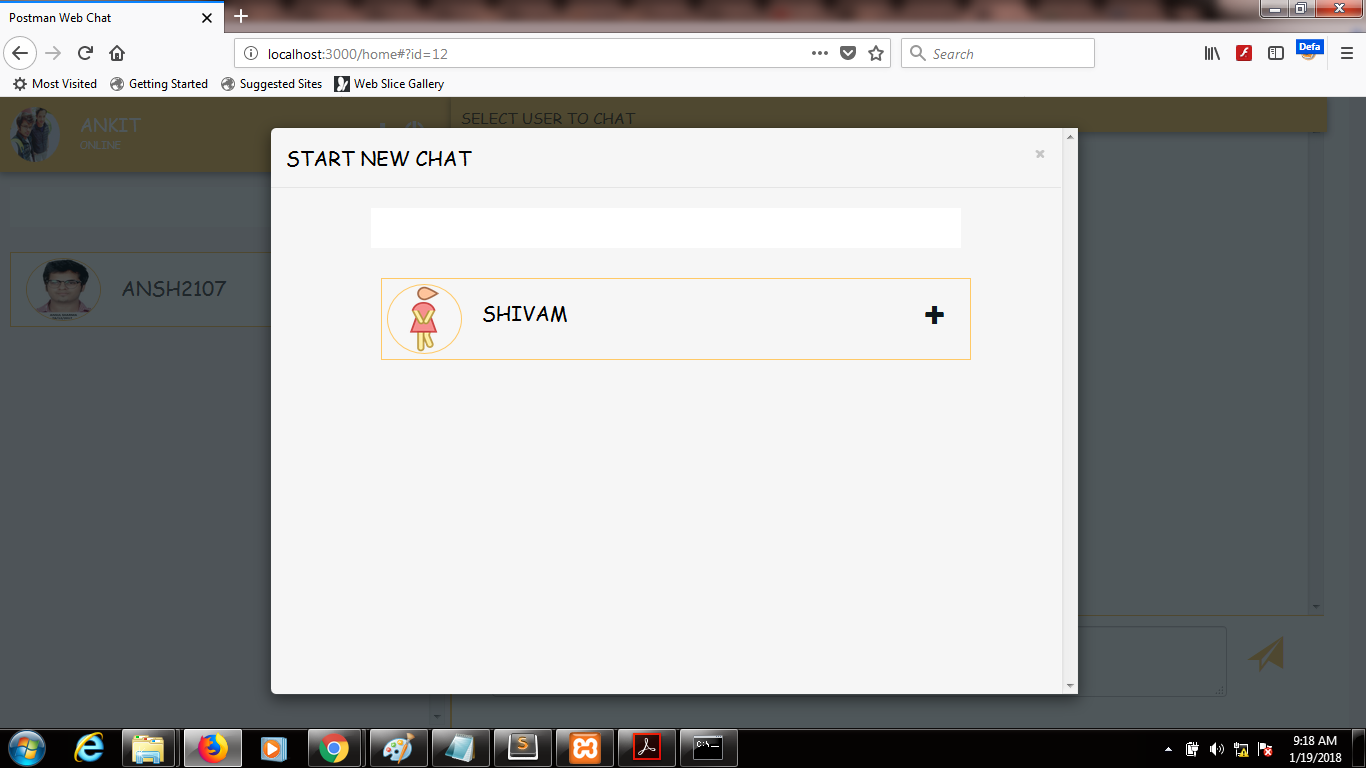 Postman Web Chat
localhost:3000/home#?id=12
Search
Defa
Most Visited
Getting Started
Suggested Sites
Web Slice Gallery
ANKIT
ONLINE
SELECT USER TO CHAT
START NEW CHAT
ANSH2107
SHIVAM
9:18 AM
1/19/2018